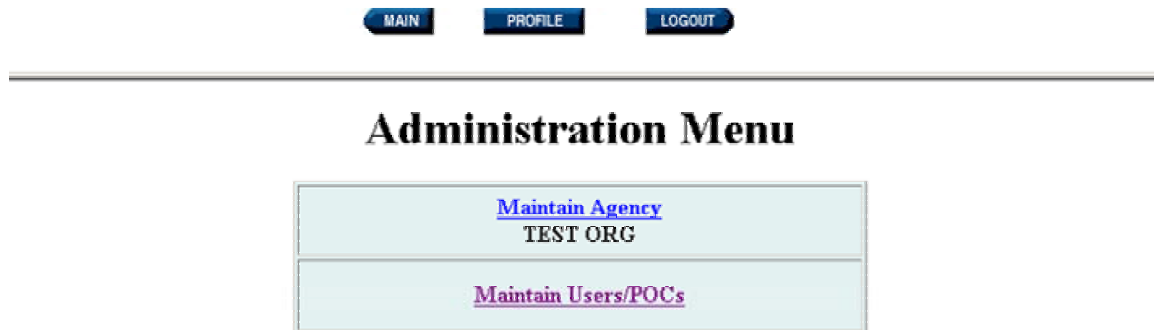 MAIN PROFILE LOGOUT
Administration Menu
Maintain Agency
TEST ORG
Maintain Users/POCs